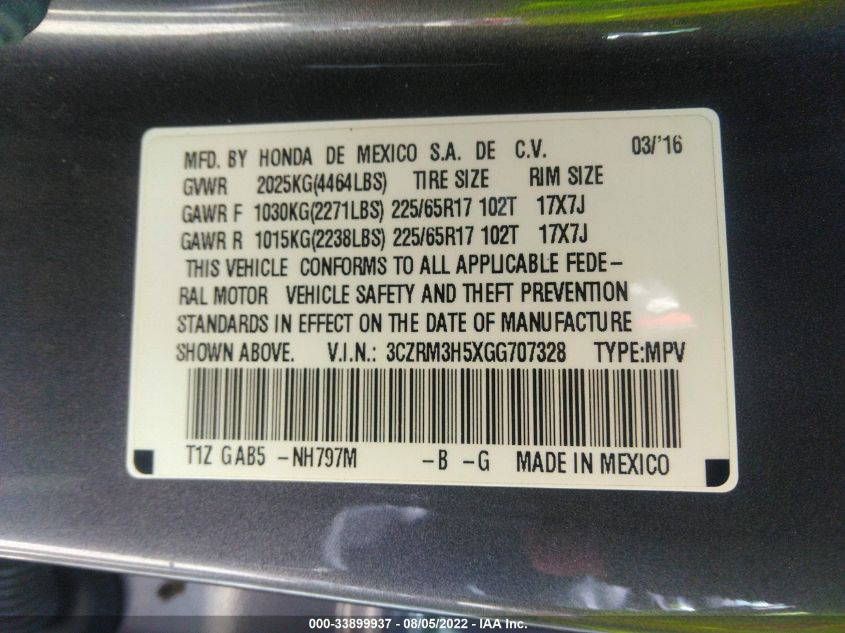 MFD. BY HONDA DE MEXICO S.A. DE C.V. 03/'16
GVWR 2025KG(4464LBS) TIRE SIZE RIM SIZE
GAWR F 1030KG(2271LBS) 225/65R17 102T 17X7J
GAWR R 1015KG(2238LBS) 225/65R17 102T 17X7J
THIS VEHICLE CONFORMS TO ALL APPLICABLE FEDE-
RAL MOTOR VEHICLE SAFETY AND THEFT PREVENTION
STANDARDS IN EFFECT ON THE DATE OF MANUFACTURE
SHOWN ABOVE. V.I.N.: 3CZRM3H5XGG707328 TYPE:MPV
T1Z GAB5 -NH797M -B -G MADE IN MEXICO
000-33899937 - 08/05/2022 - IAA Inc.